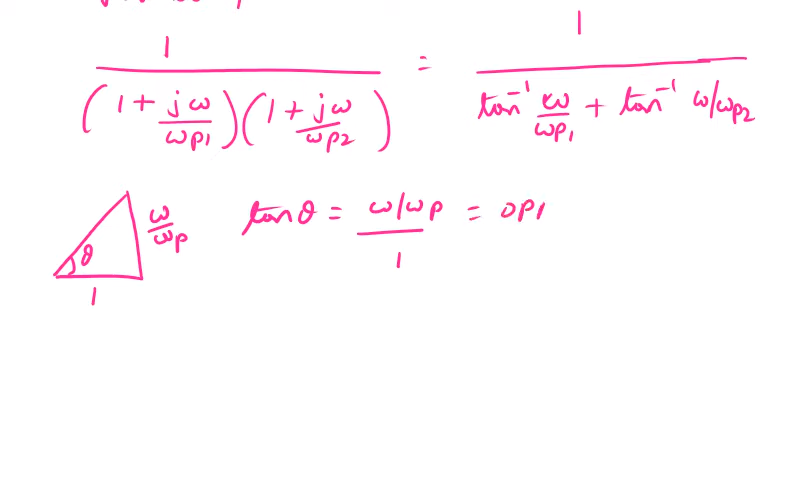 1/((1 + jω/ωp1)(1 + jω/ωp2)) = 1/(tan⁻¹ ω/ωp1 + tan⁻¹ ω/ωp2)
θ 1 ω/ωp tanθ = (ω/ωp)/1 = op1